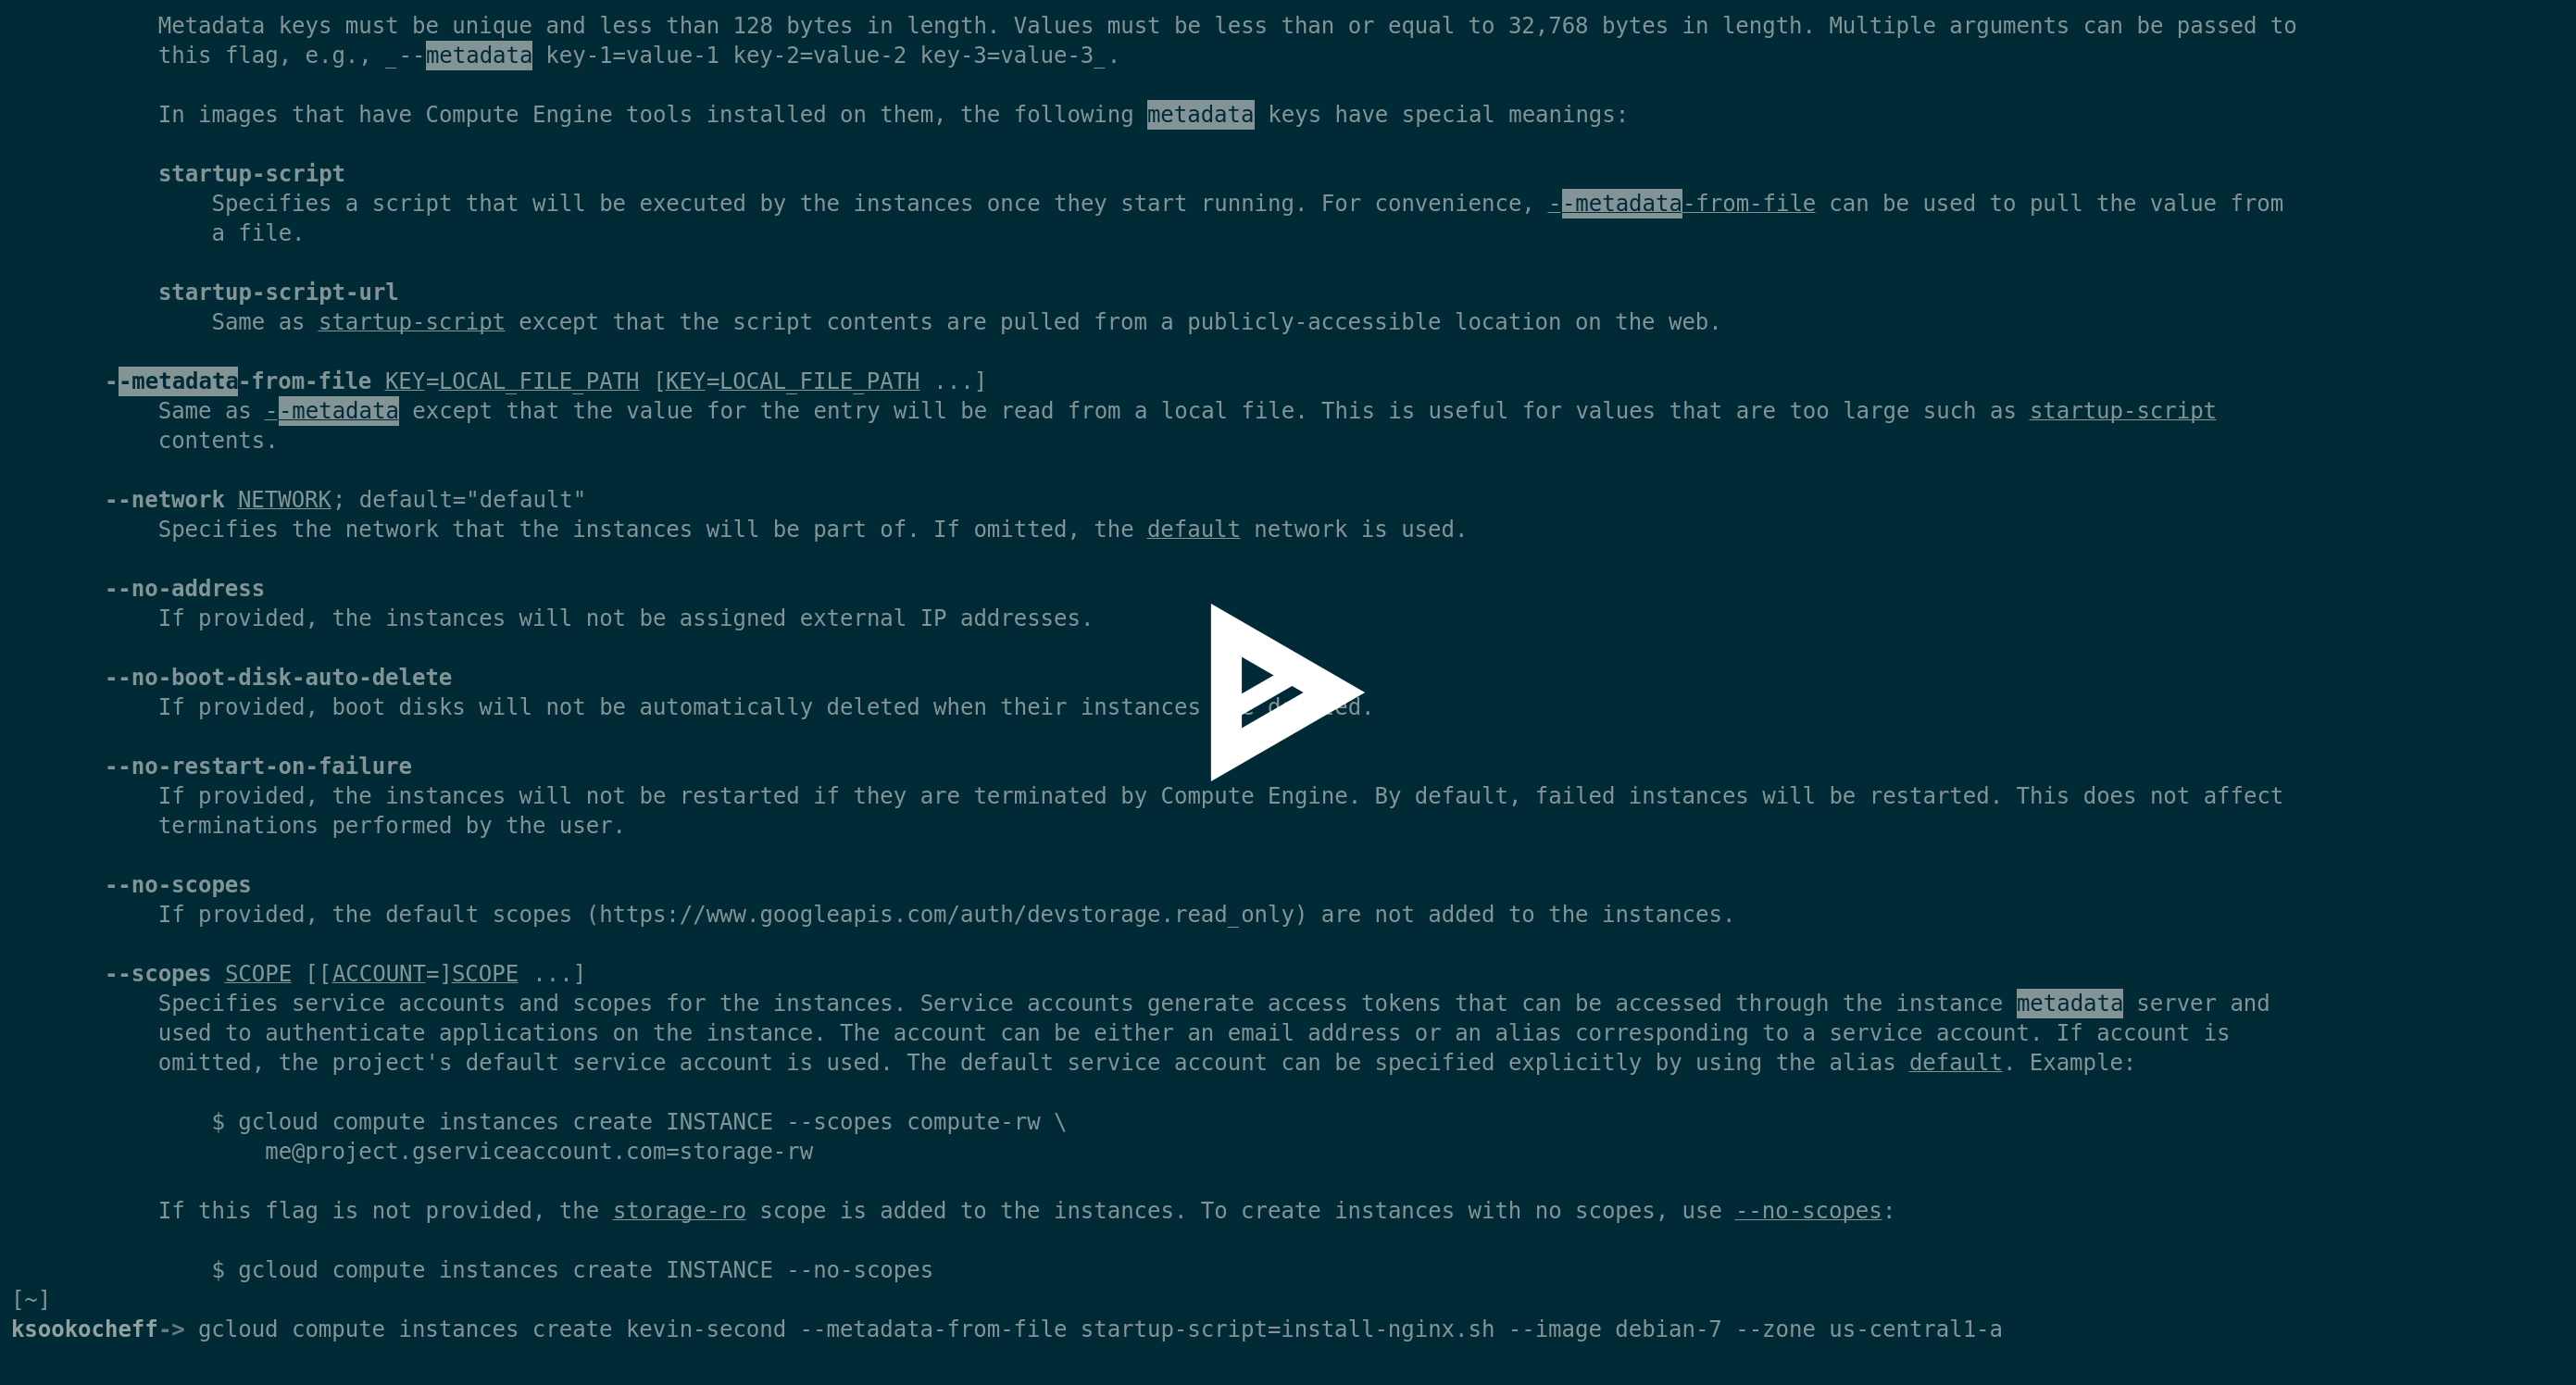 Metadata keys must be unique and less than 128 bytes in length. Values must be less than or equal to 32,768 bytes in length. Multiple arguments can be passed to
this flag, e.g., _--metadata key-1=value-1 key-2=value-2 key-3=value-3_.
In images that have Compute Engine tools installed on them, the following metadata keys have special meanings:
startup-script
Specifies a script that will be executed by the instances once they start running. For convenience, --metadata-from-file can be used to pull the value from
a file.
startup-script-url
Same as startup-script except that the script contents are pulled from a publicly-accessible location on the web.
--metadata-from-file KEY=LOCAL_FILE_PATH [KEY=LOCAL_FILE_PATH ...]
Same as --metadata except that the value for the entry will be read from a local file. This is useful for values that are too large such as startup-script
contents.
--network NETWORK; default="default"
Specifies the network that the instances will be part of. If omitted, the default network is used.
--no-address
If provided, the instances will not be assigned external IP addresses.
--no-boot-disk-auto-delete
If provided, boot disks will not be automatically deleted when their instances
--no-restart-on-failure
If provided, the instances will not be restarted if they are terminated by Compute Engine. By default, failed instances will be restarted. This does not affect
terminations performed by the user.
--no-scopes
If provided, the default scopes (https://www.googleapis.com/auth/devstorage.read_only) are not added to the instances.
--scopes SCOPE [[ACCOUNT=]SCOPE ...]
Specifies service accounts and scopes for the instances. Service accounts generate access tokens that can be accessed through the instance metadata server and
used to authenticate applications on the instance. The account can be either an email address or an alias corresponding to a service account. If account is
omitted, the project's default service account is used. The default service account can be specified explicitly by using the alias default. Example:
$ gcloud compute instances create INSTANCE --scopes compute-rw \
me@project.gserviceaccount.com=storage-rw
If this flag is not provided, the storage-ro scope is added to the instances. To create instances with no scopes, use --no-scopes:
$ gcloud compute instances create INSTANCE --no-scopes
[~]
ksookocheff-> gcloud compute instances create kevin-second --metadata-from-file startup-script=install-nginx.sh --image debian-7 --zone us-central1-a